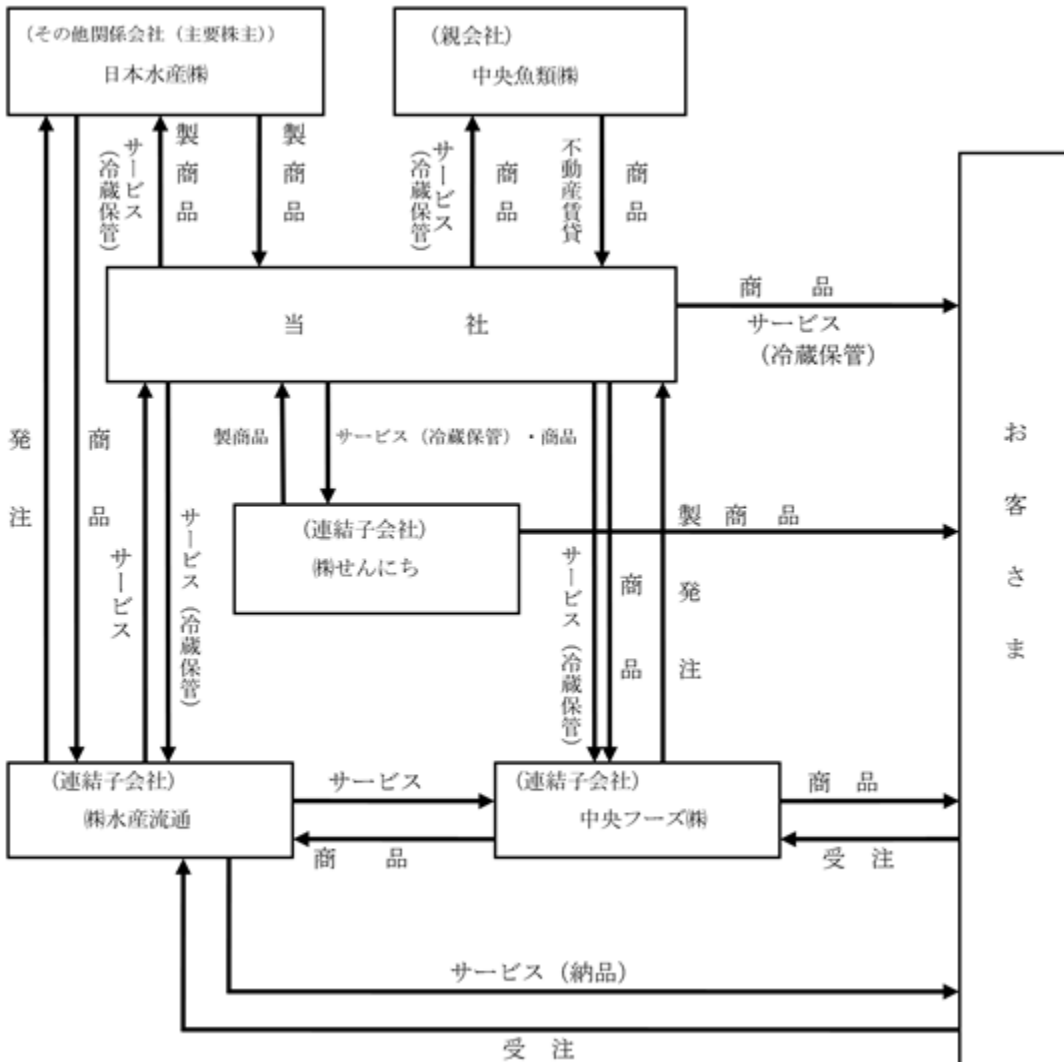 (その他関係会社（主要株主）)
日本水産㈱
(親会社)
中央魚類㈱
サービス
(冷蔵保管)
製商品
製商品
サービス
(冷蔵保管)
商品
不動産賃貸
商品
当社
商品
サービス
（冷蔵保管）
発注
商品
製商品
サービス（冷蔵保管）・商品
(連結子会社)
㈱せんにち
製商品
サービス
サービス（冷蔵保管）
サービス（冷蔵保管）
商品
発注
お客さま
(連結子会社)
㈱水産流通
サービス
商品
(連結子会社)
中央フーズ㈱
商品
受注
サービス（納品）
受注